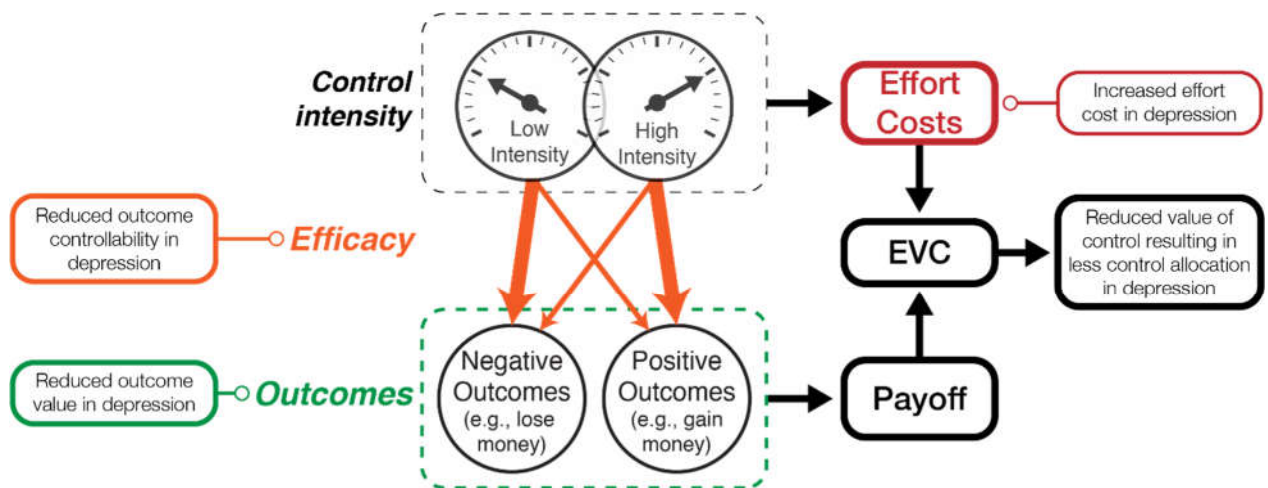 Control
intensity
Low
Intensity
High
Intensity
Effort
Costs
Increased effort
cost in depression
Reduced outcome
controllability in
depression
Efficacy
EVC
Reduced value of
control resulting in
less control allocation
in depression
Reduced outcome
value in depression
Outcomes
Negative
Outcomes
(e.g., lose
money)
Positive
Outcomes
(e.g., gain
money)
Payoff